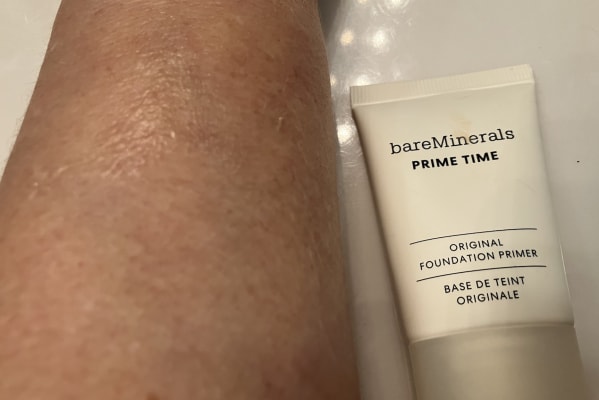 bareMinerals
PRIME TIME
ORIGINAL
FOUNDATION PRIMER
BASE DE TEINT
ORIGINALE